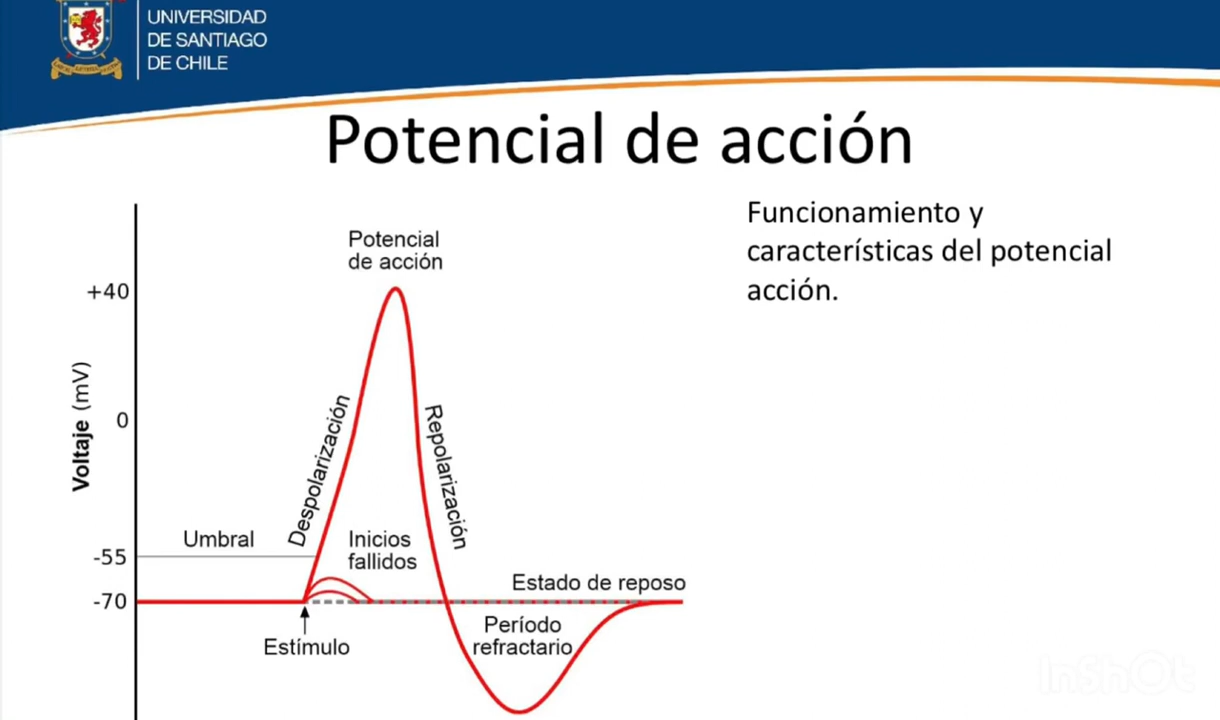 UNIVERSIDAD
DE SANTIAGO
DE CHILE
Potencial de acción
Funcionamiento y
características del potencial
acción.
Potencial
de acción
+40
0
-55
-70
Voltaje (mV)
Despolarización
Repolarización
Umbral
Inicios
fallidos
Estado de reposo
Período
refractario
Estímulo
InShOt